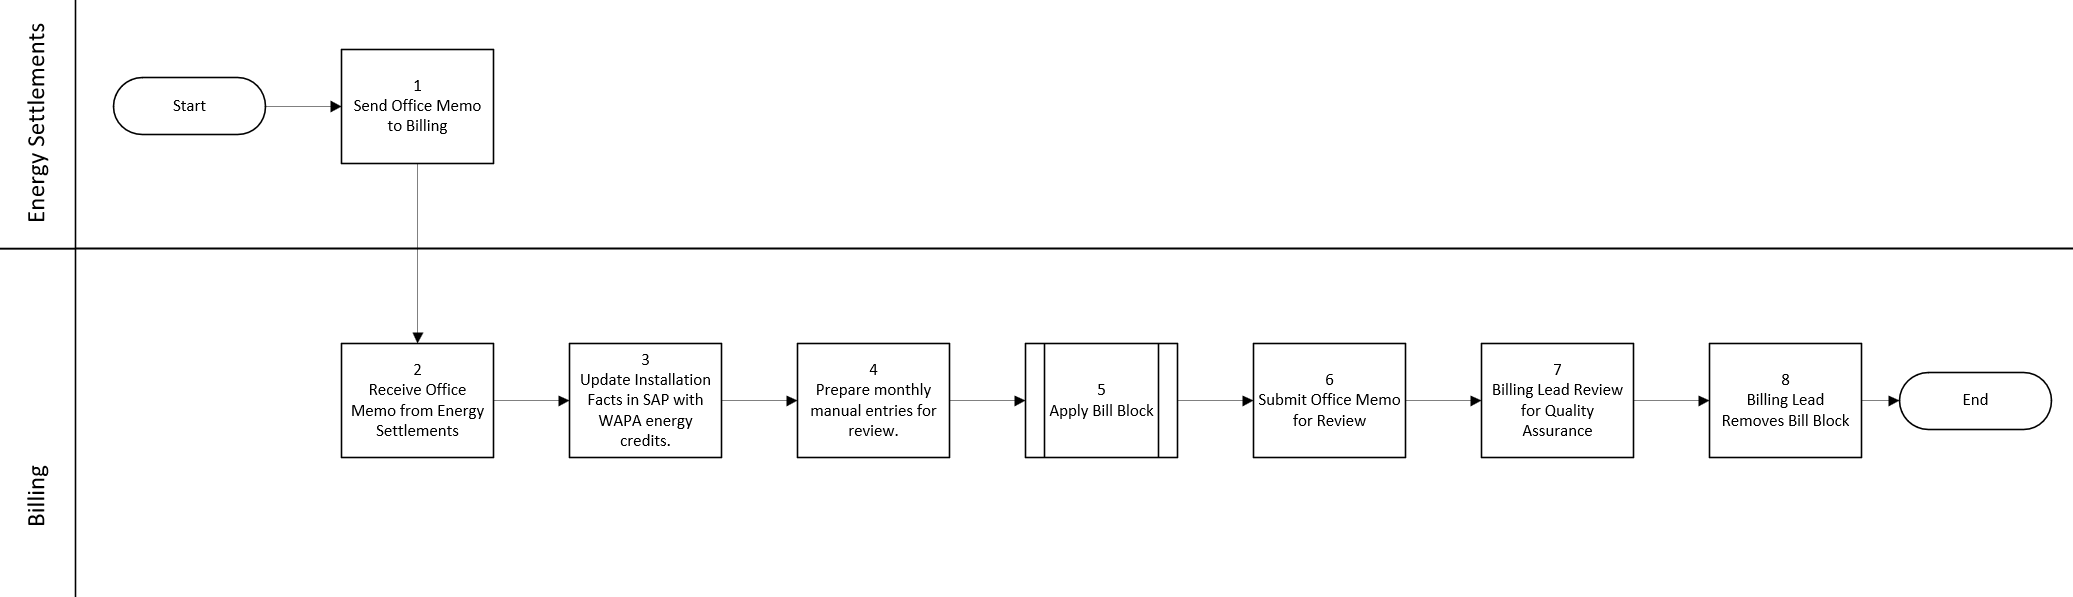 Energy Settlements
Start
1
Send Office Memo
to Billing
Billing
2
Receive Office
Memo from Energy
Settlements
3
Update Installation
Facts in SAP with
WAPA energy
credits.
4
Prepare monthly
manual entries for
review.
5
Apply Bill Block
6
Submit Office Memo
for Review
7
Billing Lead Review
for Quality
Assurance
8
Billing Lead
Removes Bill Block
End